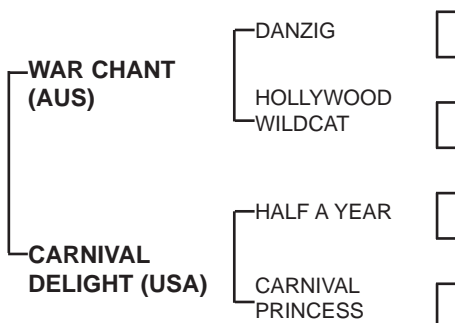 DANZIG
WAR CHANT
(AUS)
HOLLYWOOD
WILDCAT
HALF A YEAR
CARNIVAL
DELIGHT (USA)
CARNIVAL
PRINCESS